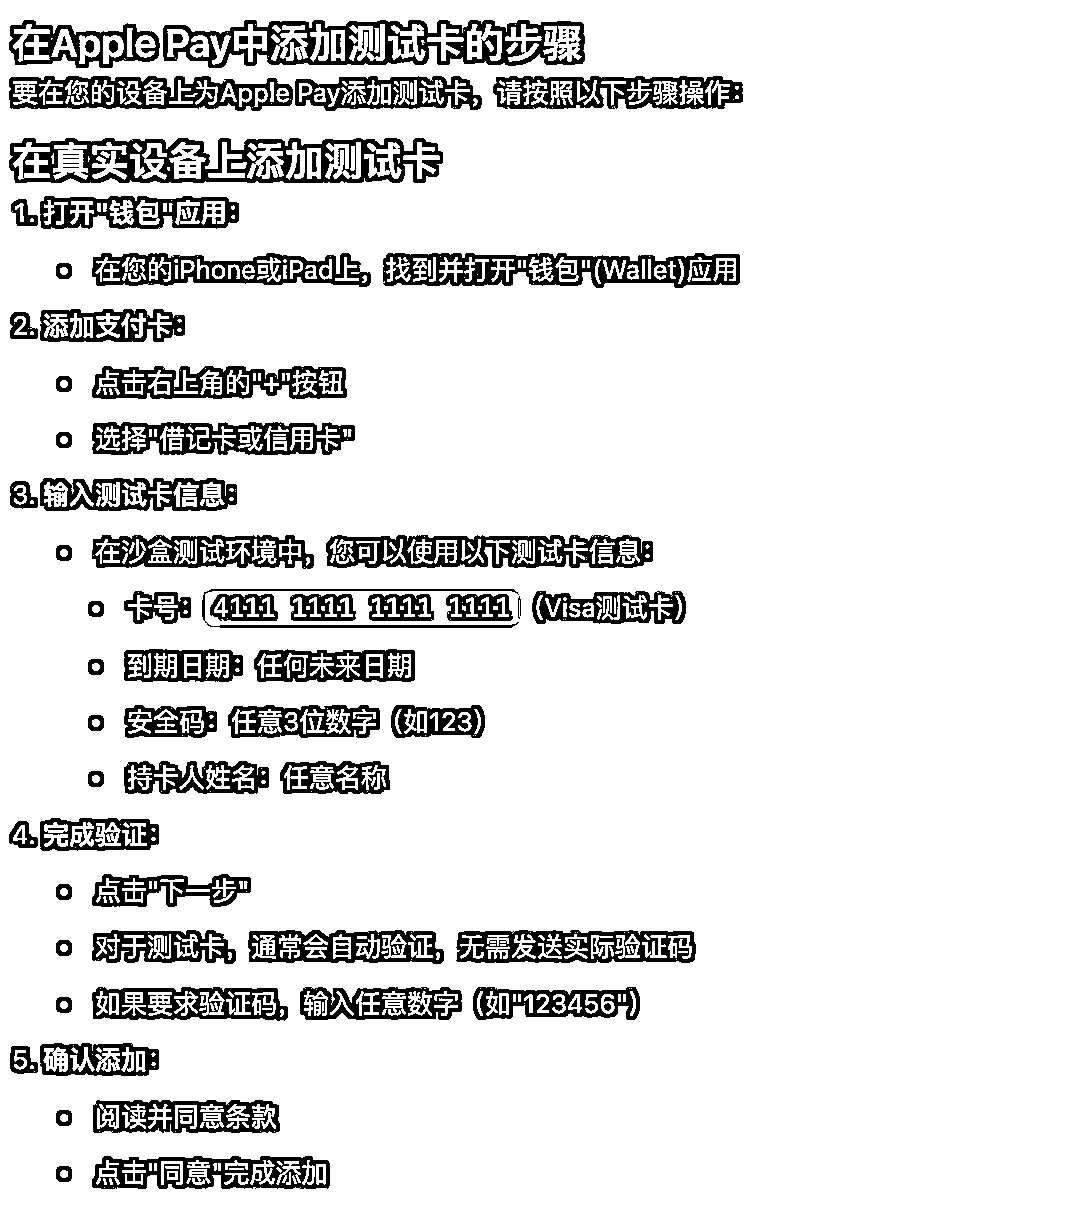 在Apple Pay中添加测试卡的步骤
要在您的设备上为Apple Pay添加测试卡，请按照以下步骤操作：
在真实设备上添加测试卡
1. 打开"钱包"应用：
在您的iPhone或iPad上，找到并打开"钱包"(Wallet)应用
2. 添加支付卡：
点击右上角的"+"按钮
选择"借记卡或信用卡"
3. 输入测试卡信息：
在沙盒测试环境中，您可以使用以下测试卡信息：
卡号：4111 1111 1111 1111（Visa测试卡）
到期日期：任何未来日期
安全码：任意3位数字（如123）
持卡人姓名：任意名称
4. 完成验证：
点击"下一步"
对于测试卡，通常会自动验证，无需发送实际验证码
如果要求验证码，输入任意数字（如"123456"）
5. 确认添加：
阅读并同意条款
点击"同意"完成添加